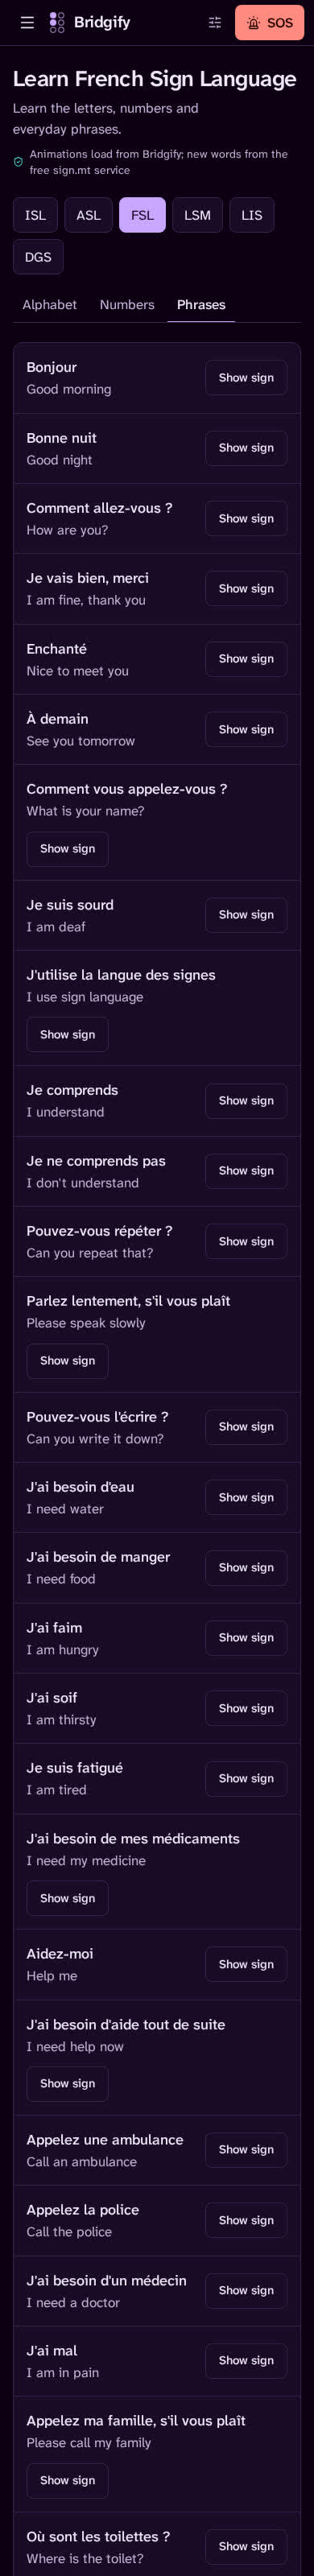 Bridgify
SOS
Learn French Sign Language
Learn the letters, numbers and
everyday phrases.
Animations load from Bridgify; new words from the
free sign.mt service
ISL ASL FSL LSM LIS
DGS
Alphabet Numbers Phrases
Bonjour
Good morning
Show sign
Bonne nuit
Good night
Show sign
Comment allez-vous ?
How are you?
Show sign
Je vais bien, merci
I am fine, thank you
Show sign
Enchanté
Nice to meet you
Show sign
À demain
See you tomorrow
Show sign
Comment vous appelez-vous ?
What is your name?
Show sign
Je suis sourd
I am deaf
Show sign
J'utilise la langue des signes
I use sign language
Show sign
Je comprends
I understand
Show sign
Je ne comprends pas
I don't understand
Show sign
Pouvez-vous répéter ?
Can you repeat that?
Show sign
Parlez lentement, s'il vous plaît
Please speak slowly
Show sign
Pouvez-vous l'écrire ?
Can you write it down?
Show sign
J'ai besoin d'eau
I need water
Show sign
J'ai besoin de manger
I need food
Show sign
J'ai faim
I am hungry
Show sign
J'ai soif
I am thirsty
Show sign
Je suis fatigué
I am tired
Show sign
J'ai besoin de mes médicaments
I need my medicine
Show sign
Aidez-moi
Help me
Show sign
J'ai besoin d'aide tout de suite
I need help now
Show sign
Appelez une ambulance
Call an ambulance
Show sign
Appelez la police
Call the police
Show sign
J'ai besoin d'un médecin
I need a doctor
Show sign
J'ai mal
I am in pain
Show sign
Appelez ma famille, s'il vous plaît
Please call my family
Show sign
Où sont les toilettes ?
Where is the toilet?
Show sign